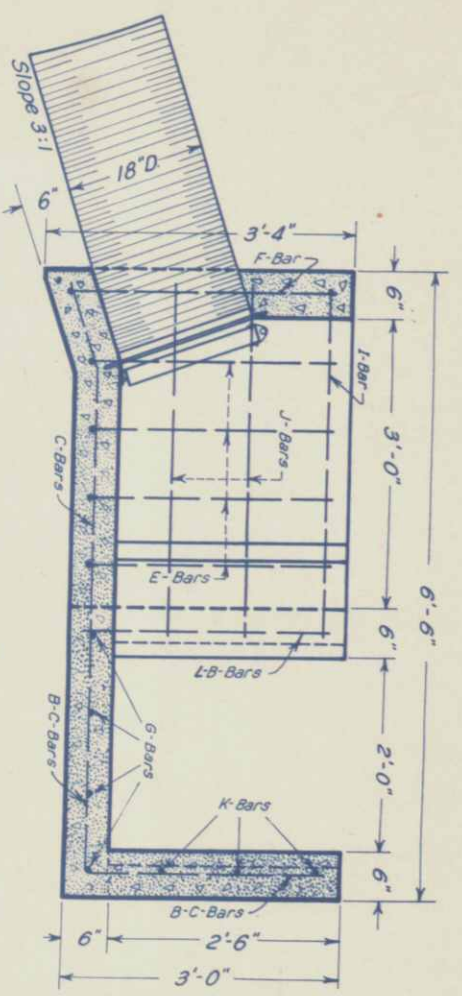 Slope 3:1
18" D.
6"
3'-4"
F-Bar
6"
I-Bar
3'-0"
J-Bars
6'-6"
C-Bars
E-Bars
6"
L-B-Bars
G-Bars
B-C-Bars
2'-0"
K-Bars
6"
B-C-Bars
6"
2'-6"
3'-0"